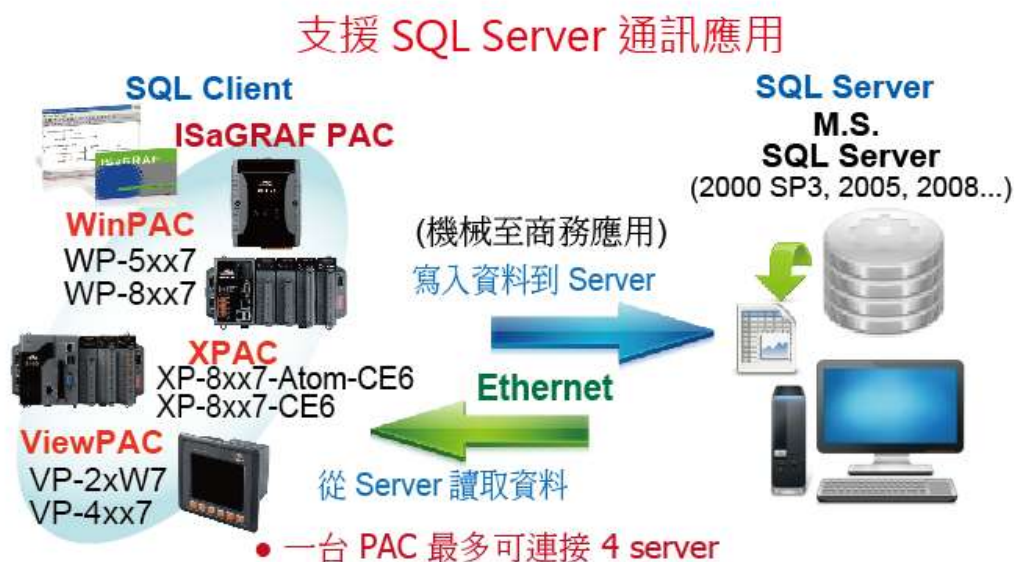 支援 SQL Server 通訊應用
SQL Client
ISaGRAF
ISaGRAF PAC
WinPAC
WP-5xx7
WP-8xx7
XPAC
XP-8xx7-Atom-CE6
XP-8xx7-CE6
ViewPAC
VP-2xW7
VP-4xx7
(機械至商務應用)
寫入資料到 Server
Ethernet
從 Server 讀取資料
SQL Server
M.S.
SQL Server
(2000 SP3, 2005, 2008...)
• 一台 PAC 最多可連接 4 server